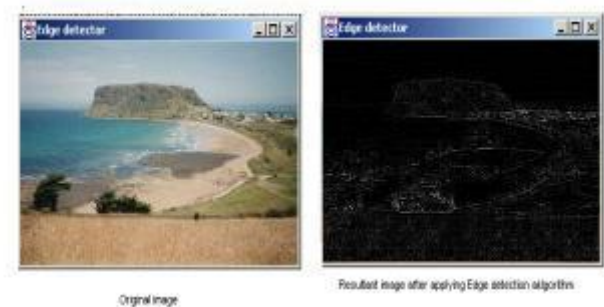 Edge detector
Edge detector
Original image
Resultant image after applying Edge detection algorithm